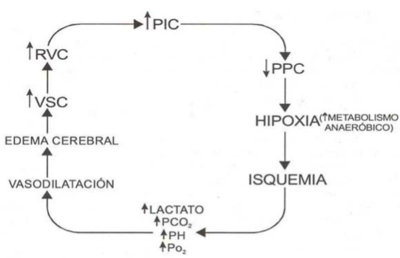 ↑PIC
↑RVC
↓PPC
↑VSC
HIPOXIA(↑METABOLISMO
ANAERÓBICO)
EDEMA CEREBRAL
ISQUEMIA
VASODILATACIÓN
↑LACTATO
↑PCO₂
↑PH
↑Po₂